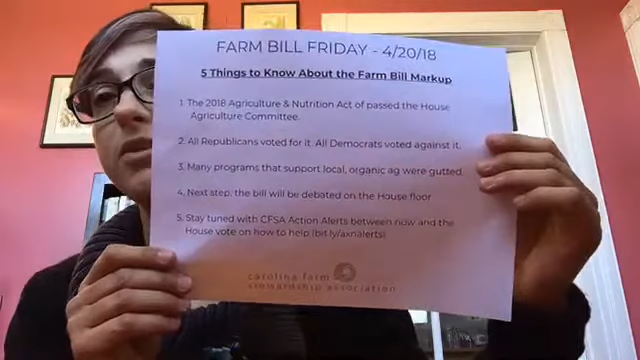 FARM BILL FRIDAY - 4/20/18
5 Things to Know About the Farm Bill Markup
1. The 2018 Agriculture & Nutrition Act of passed the House
Agriculture Committee.
2. All Republicans voted for it. All Democrats voted against it.
3. Many programs that support local, organic ag were gutted.
4. Next step: the bill will be debated on the House floor
5. Stay tuned with CFSA Action Alerts between now and the
House vote on how to help (bit.ly/axnalerts)
carolina farm
stewardship association